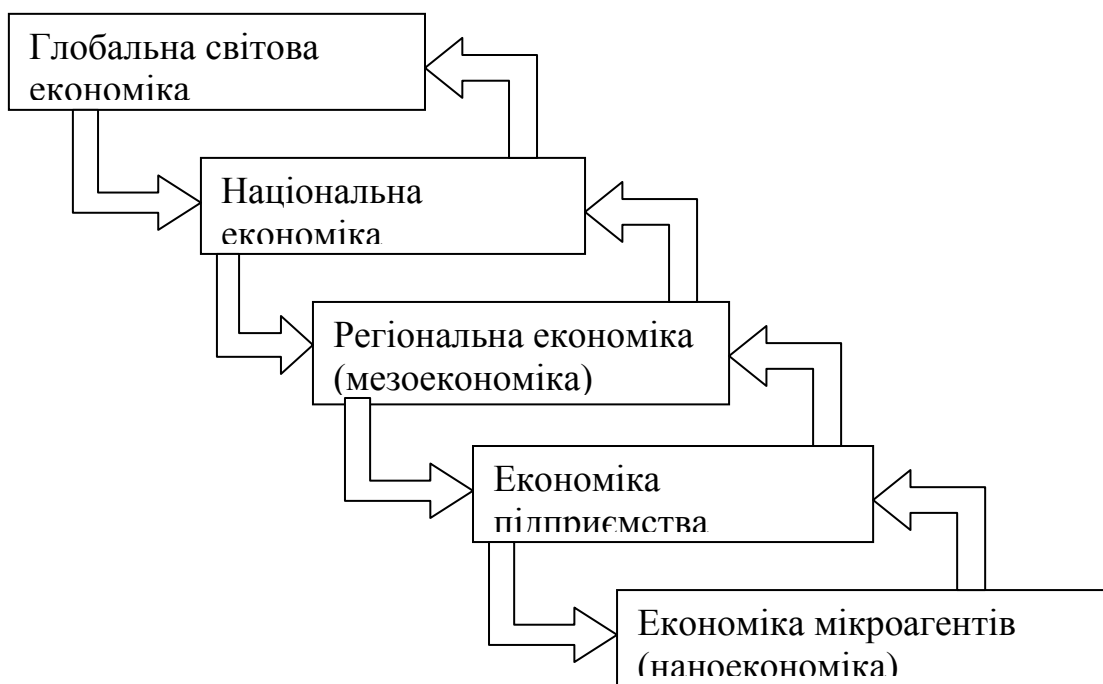 Глобальна світова
економіка
Національна
економіка
Регіональна економіка
(мезоекономіка)
Економіка
підприємства
Економіка мікроагентів
(наноекономіка)